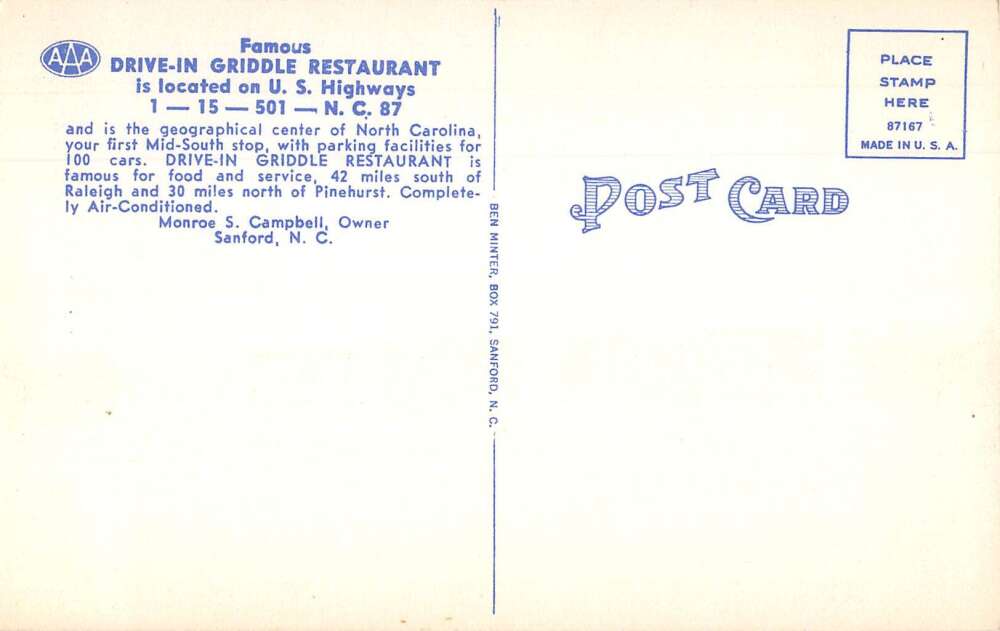 AAA
Famous
DRIVE-IN GRIDDLE RESTAURANT
is located on U. S. Highways
1 — 15 — 501 — N. C. 87
and is the geographical center of North Carolina,
your first Mid-South stop, with parking facilities for
100 cars. DRIVE-IN GRIDDLE RESTAURANT is
famous for food and service, 42 miles south of
Raleigh and 30 miles north of Pinehurst. Complete-
ly Air-Conditioned.
Monroe S. Campbell, Owner
Sanford, N. C.
BEN MINTER, BOX 791, SANFORD, N. C.
POST CARD
PLACE
STAMP
HERE
87167
MADE IN U. S. A.